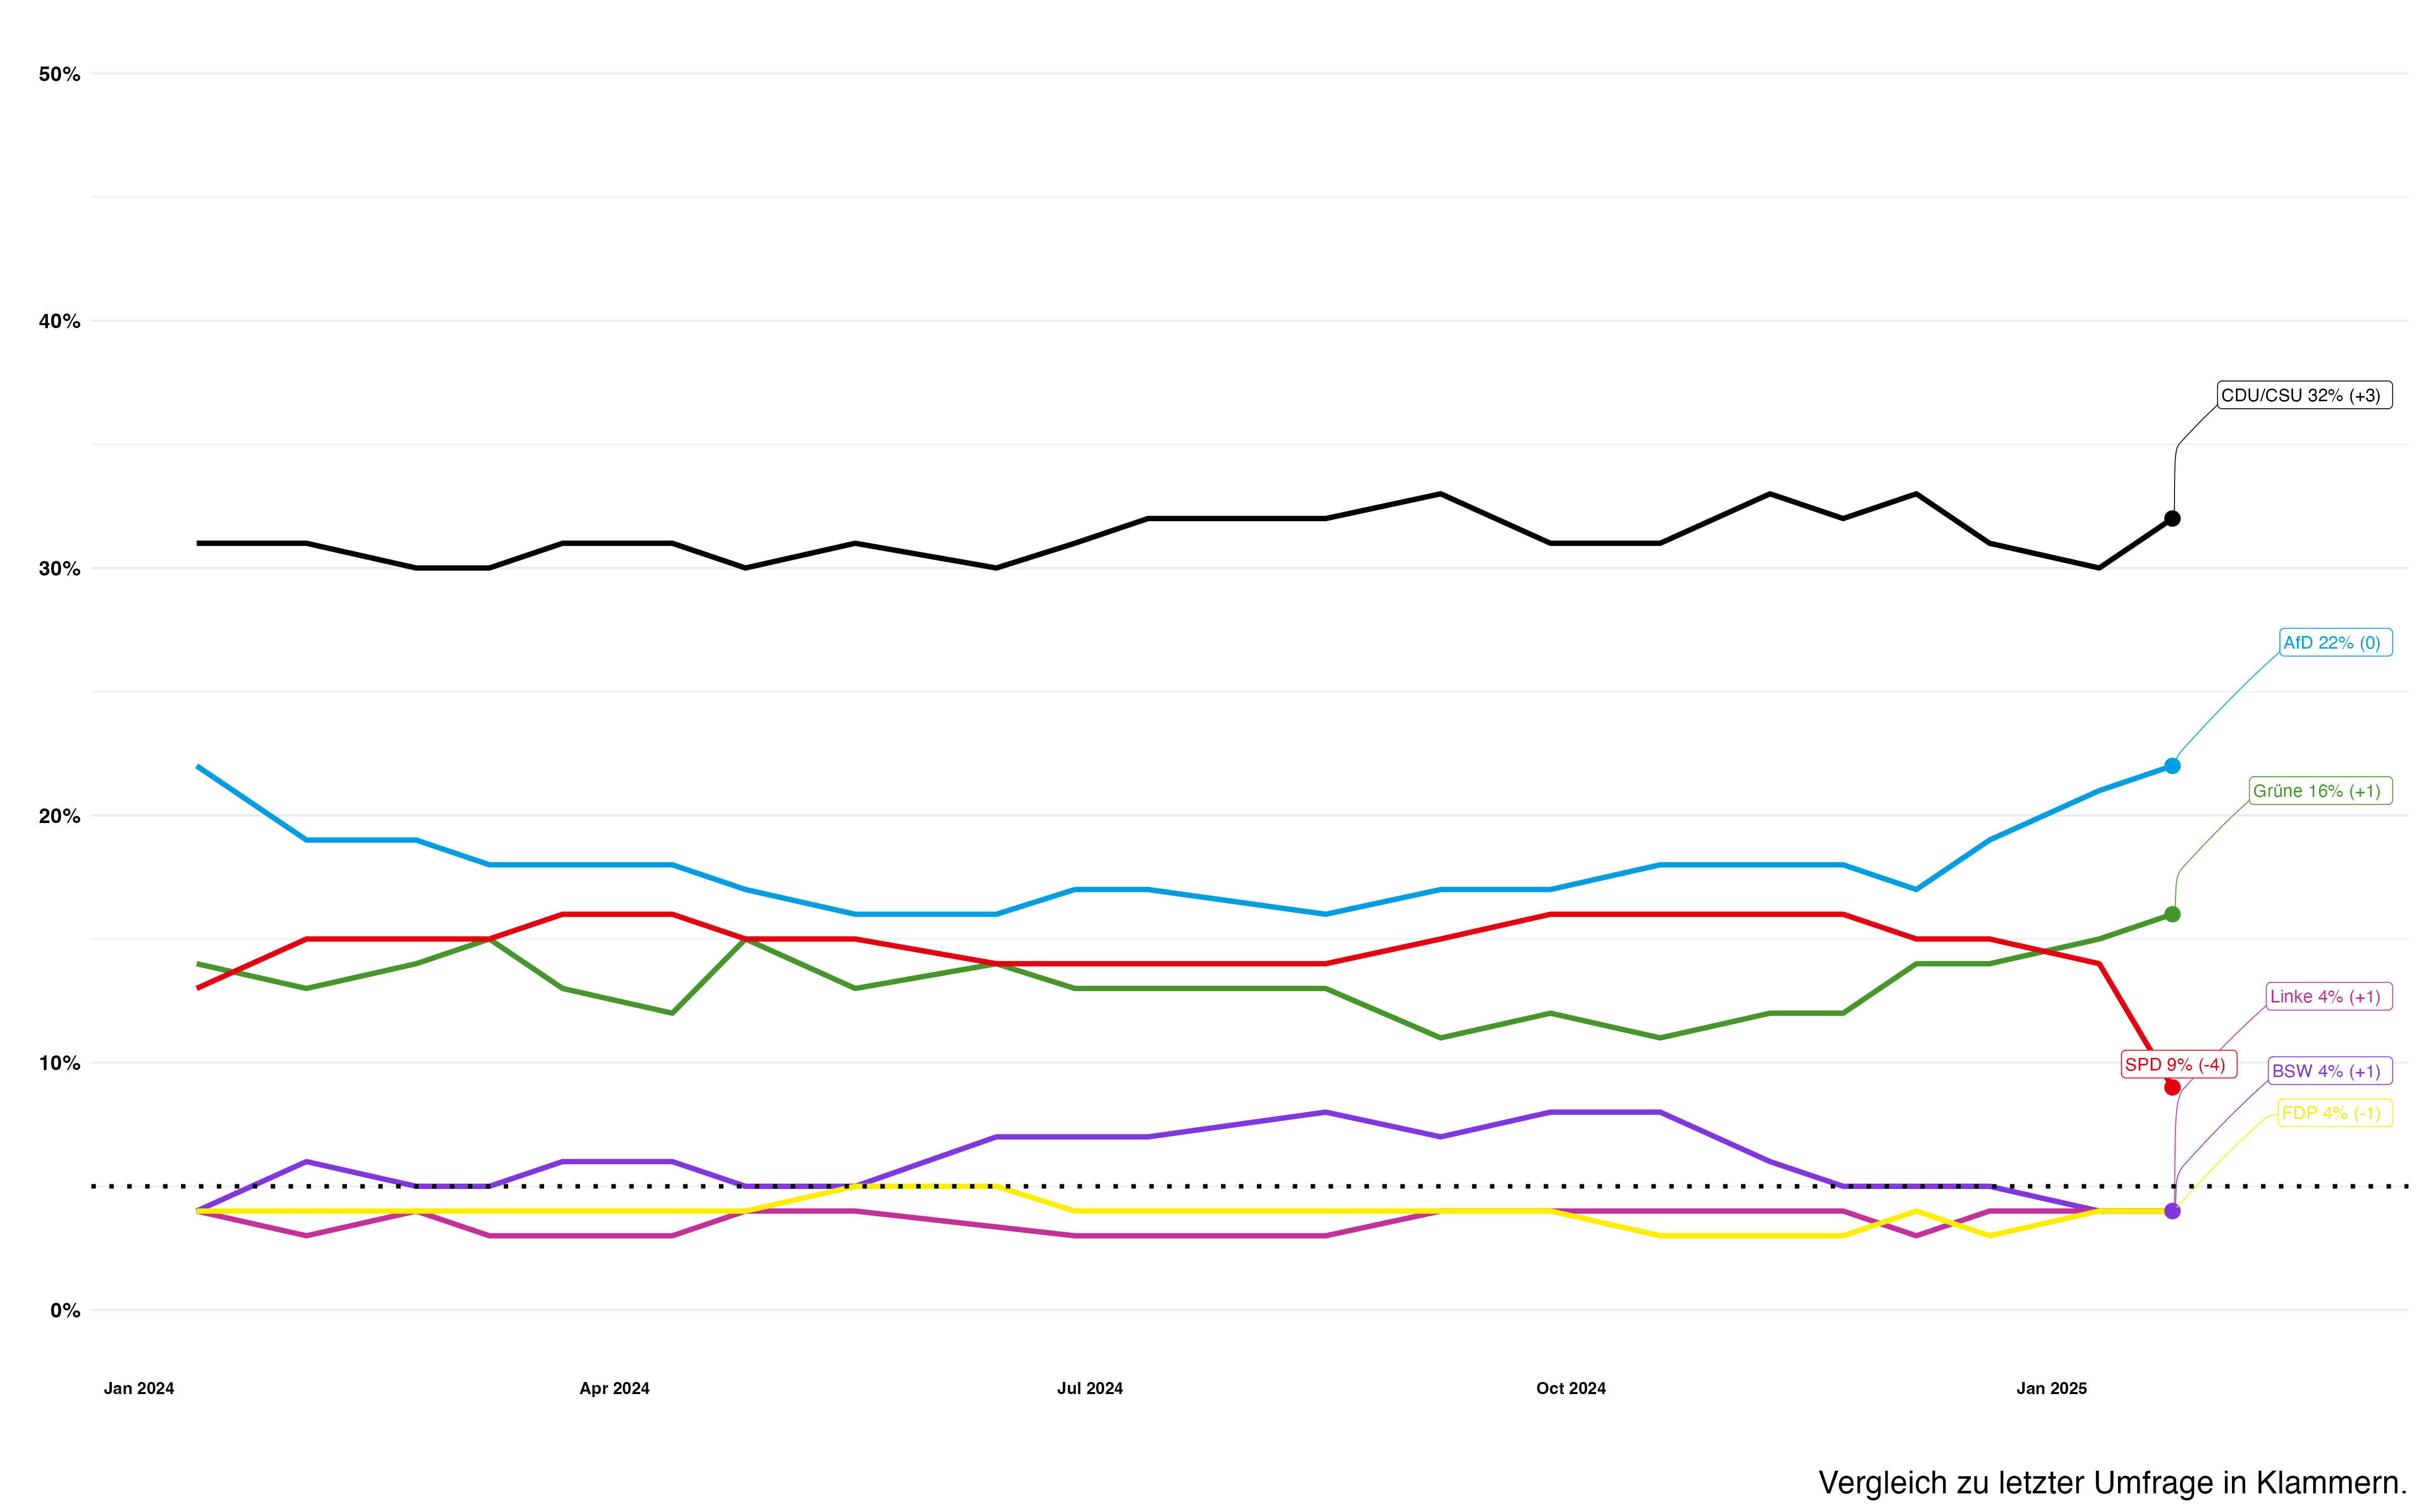 50%
40%
30%
20%
10%
0%
CDU/CSU 32% (+3)
AfD 22% (0)
Grüne 16% (+1)
Linke 4% (+1)
SPD 9% (-4)
BSW 4% (+1)
FDP 4% (-1)
Jan 2024
Apr 2024
Jul 2024
Oct 2024
Jan 2025
Vergleich zu letzter Umfrage in Klammern.